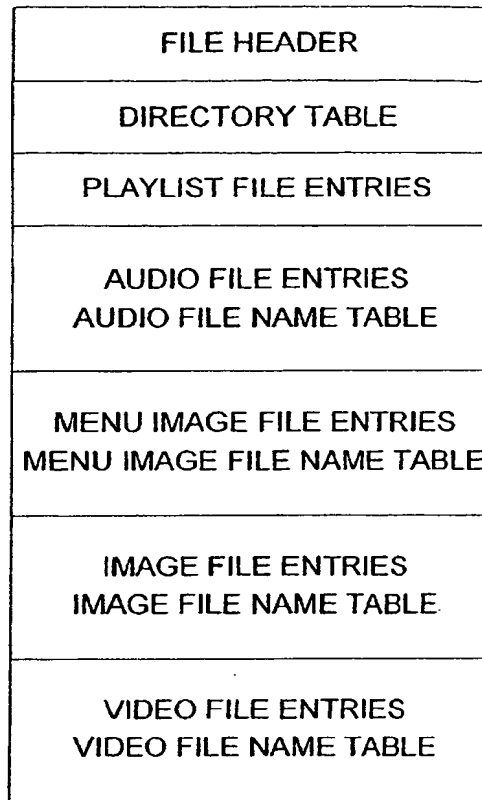 FILE HEADER
DIRECTORY TABLE
PLAYLIST FILE ENTRIES
AUDIO FILE ENTRIES
AUDIO FILE NAME TABLE
MENU IMAGE FILE ENTRIES
MENU IMAGE FILE NAME TABLE
IMAGE FILE ENTRIES
IMAGE FILE NAME TABLE
VIDEO FILE ENTRIES
VIDEO FILE NAME TABLE